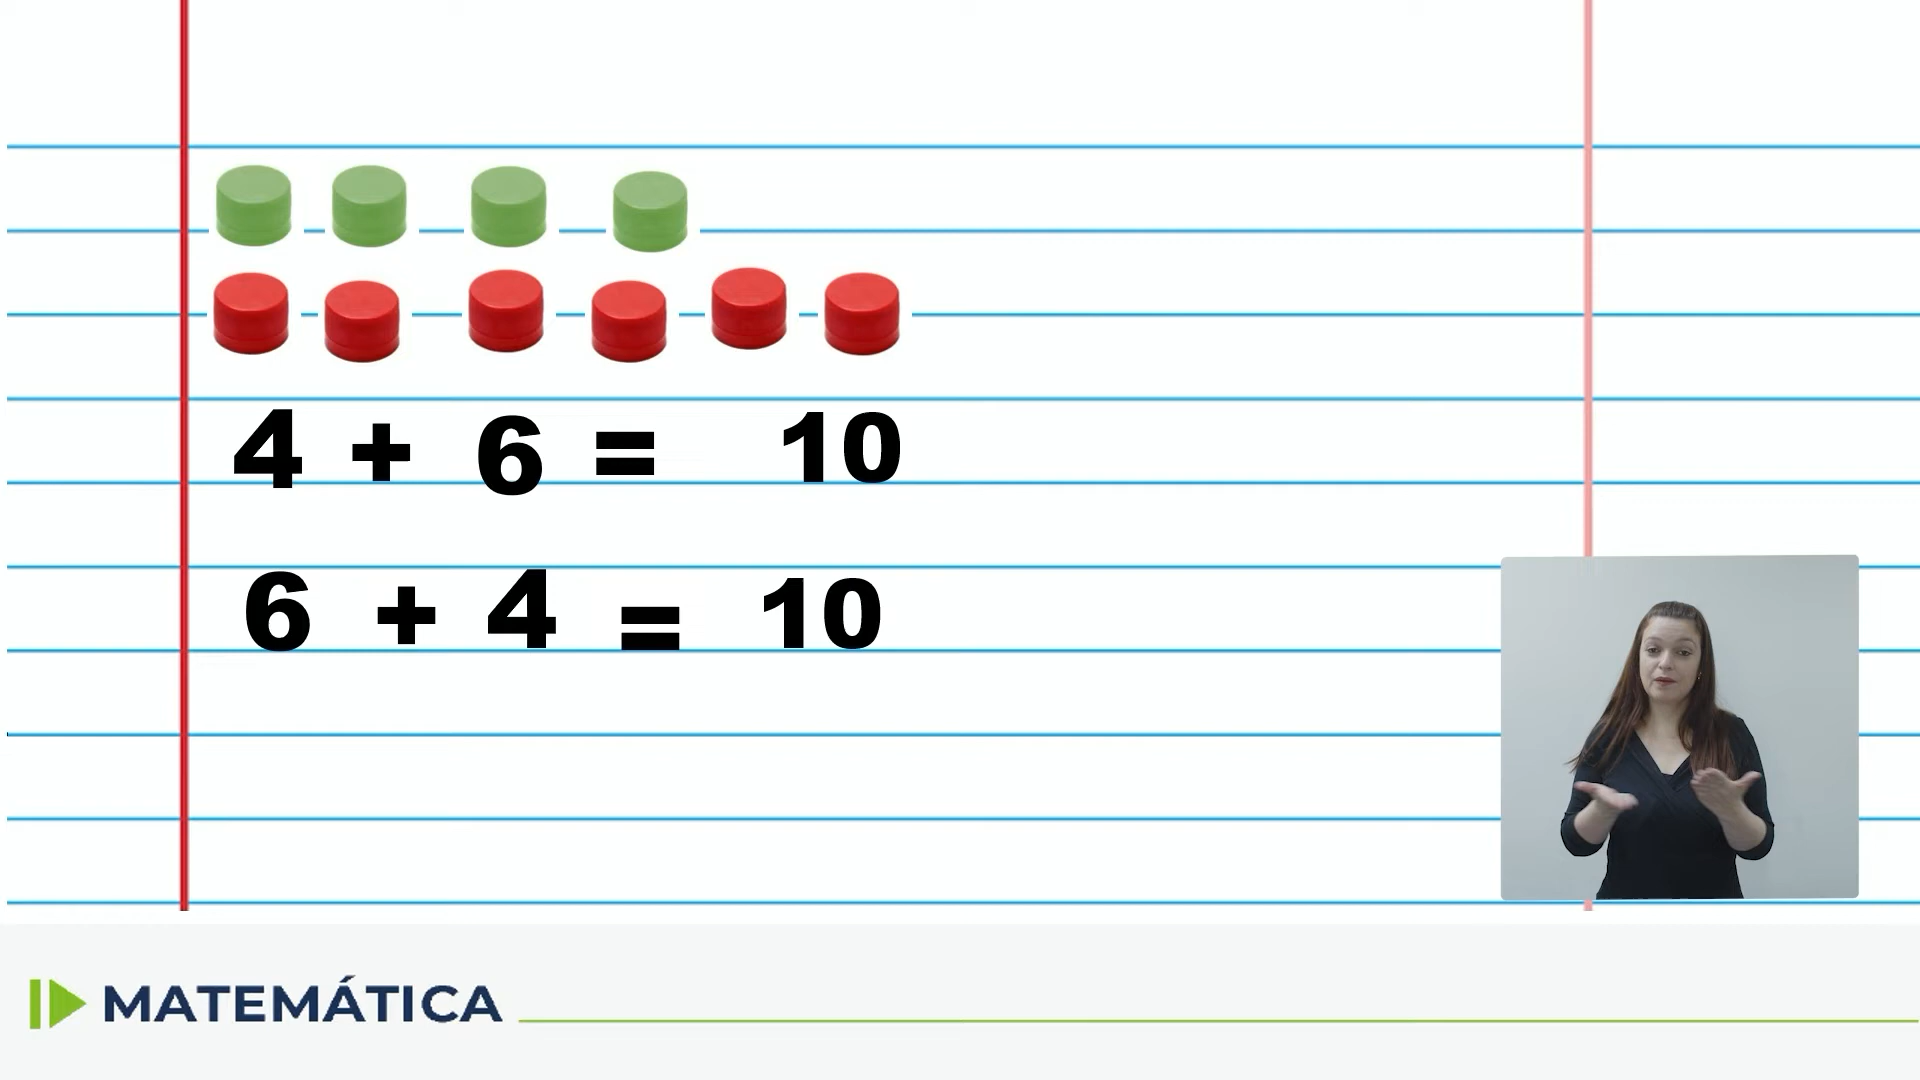 4 + 6 = 10
6 + 4 = 10
MATEMÁTICA